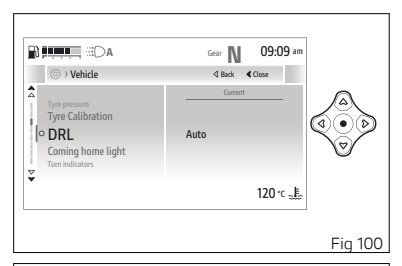 A Gear N 09:09 am
> Vehicle Back Close
Tyre pressure
Tyre Calibration
DRL
Coming home light
Turn indicators
Current
Auto
120 °C
Fig 100